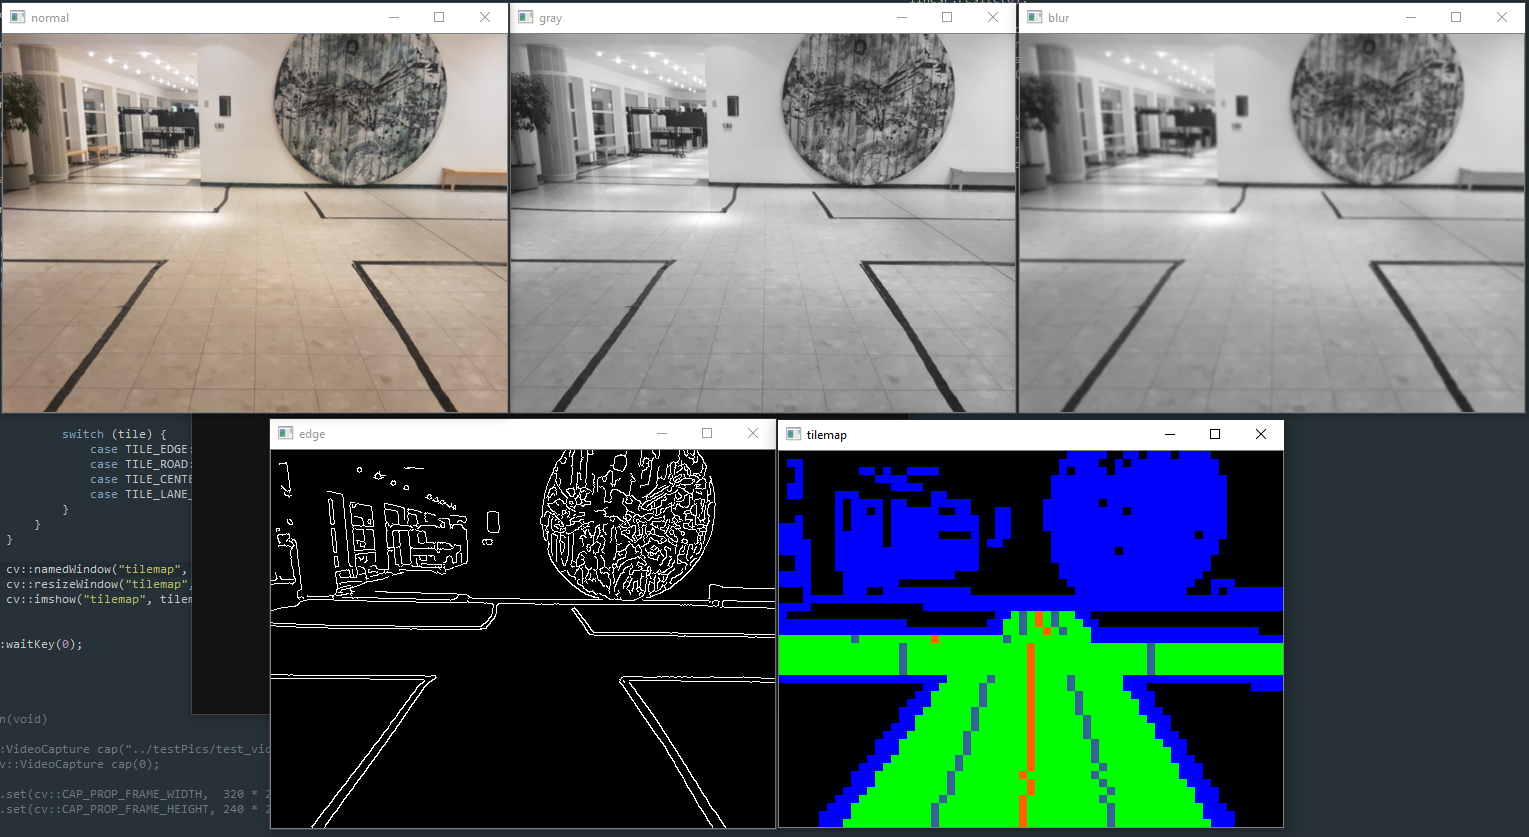 normal
gray
blur
edge
tilemap
switch (tile) {
case TILE_EDGE:
case TILE_ROAD:
case TILE_CENTE
case TILE_LANE_
}
}
}
cv::namedWindow("tilemap",
cv::resizeWindow("tilemap",
cv::imshow("tilemap", tilem
:waitKey(0);
n(void)
:VideoCapture cap("../testPics/test_vid
v::VideoCapture cap(0);
.set(cv::CAP_PROP_FRAME_WIDTH, 320 * 2
.set(cv::CAP_PROP_FRAME_HEIGHT, 240 * 2